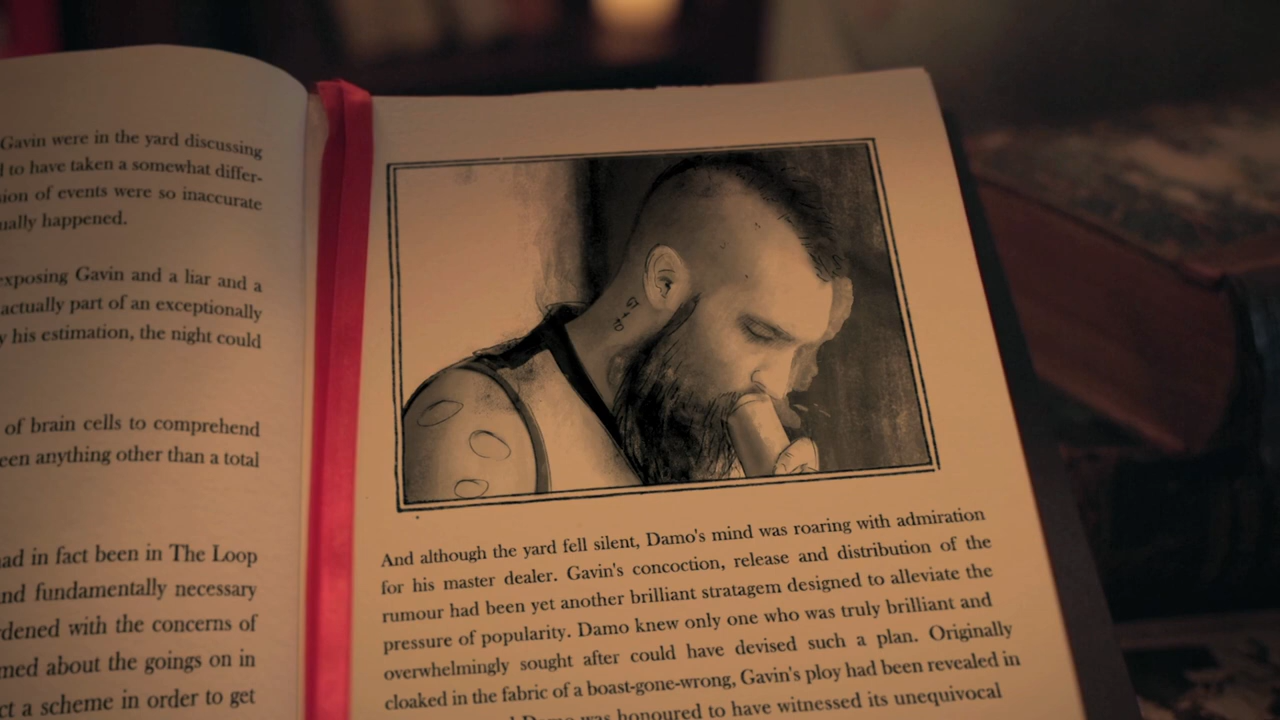 Gavin were in the yard discussing
to have taken a somewhat differ-
ion of events were so inaccurate
ually happened.
exposing Gavin and a liar and a
actually part of an exceptionally
y his estimation, the night could
of brain cells to comprehend
een anything other than a total
ad in fact been in The Loop
nd fundamentally necessary
dened with the concerns of
med about the goings on in
ct a scheme in order to get
And although the yard fell silent, Damo's mind was roaring with admiration
for his master dealer. Gavin's concoction, release and distribution of the
rumour had been yet another brilliant stratagem designed to alleviate the
pressure of popularity. Damo knew only one who was truly brilliant and
overwhelmingly sought after could have devised such a plan. Originally
cloaked in the fabric of a boast-gone-wrong, Gavin's ploy had been revealed in
Damo was honoured to have witnessed its unequivocal